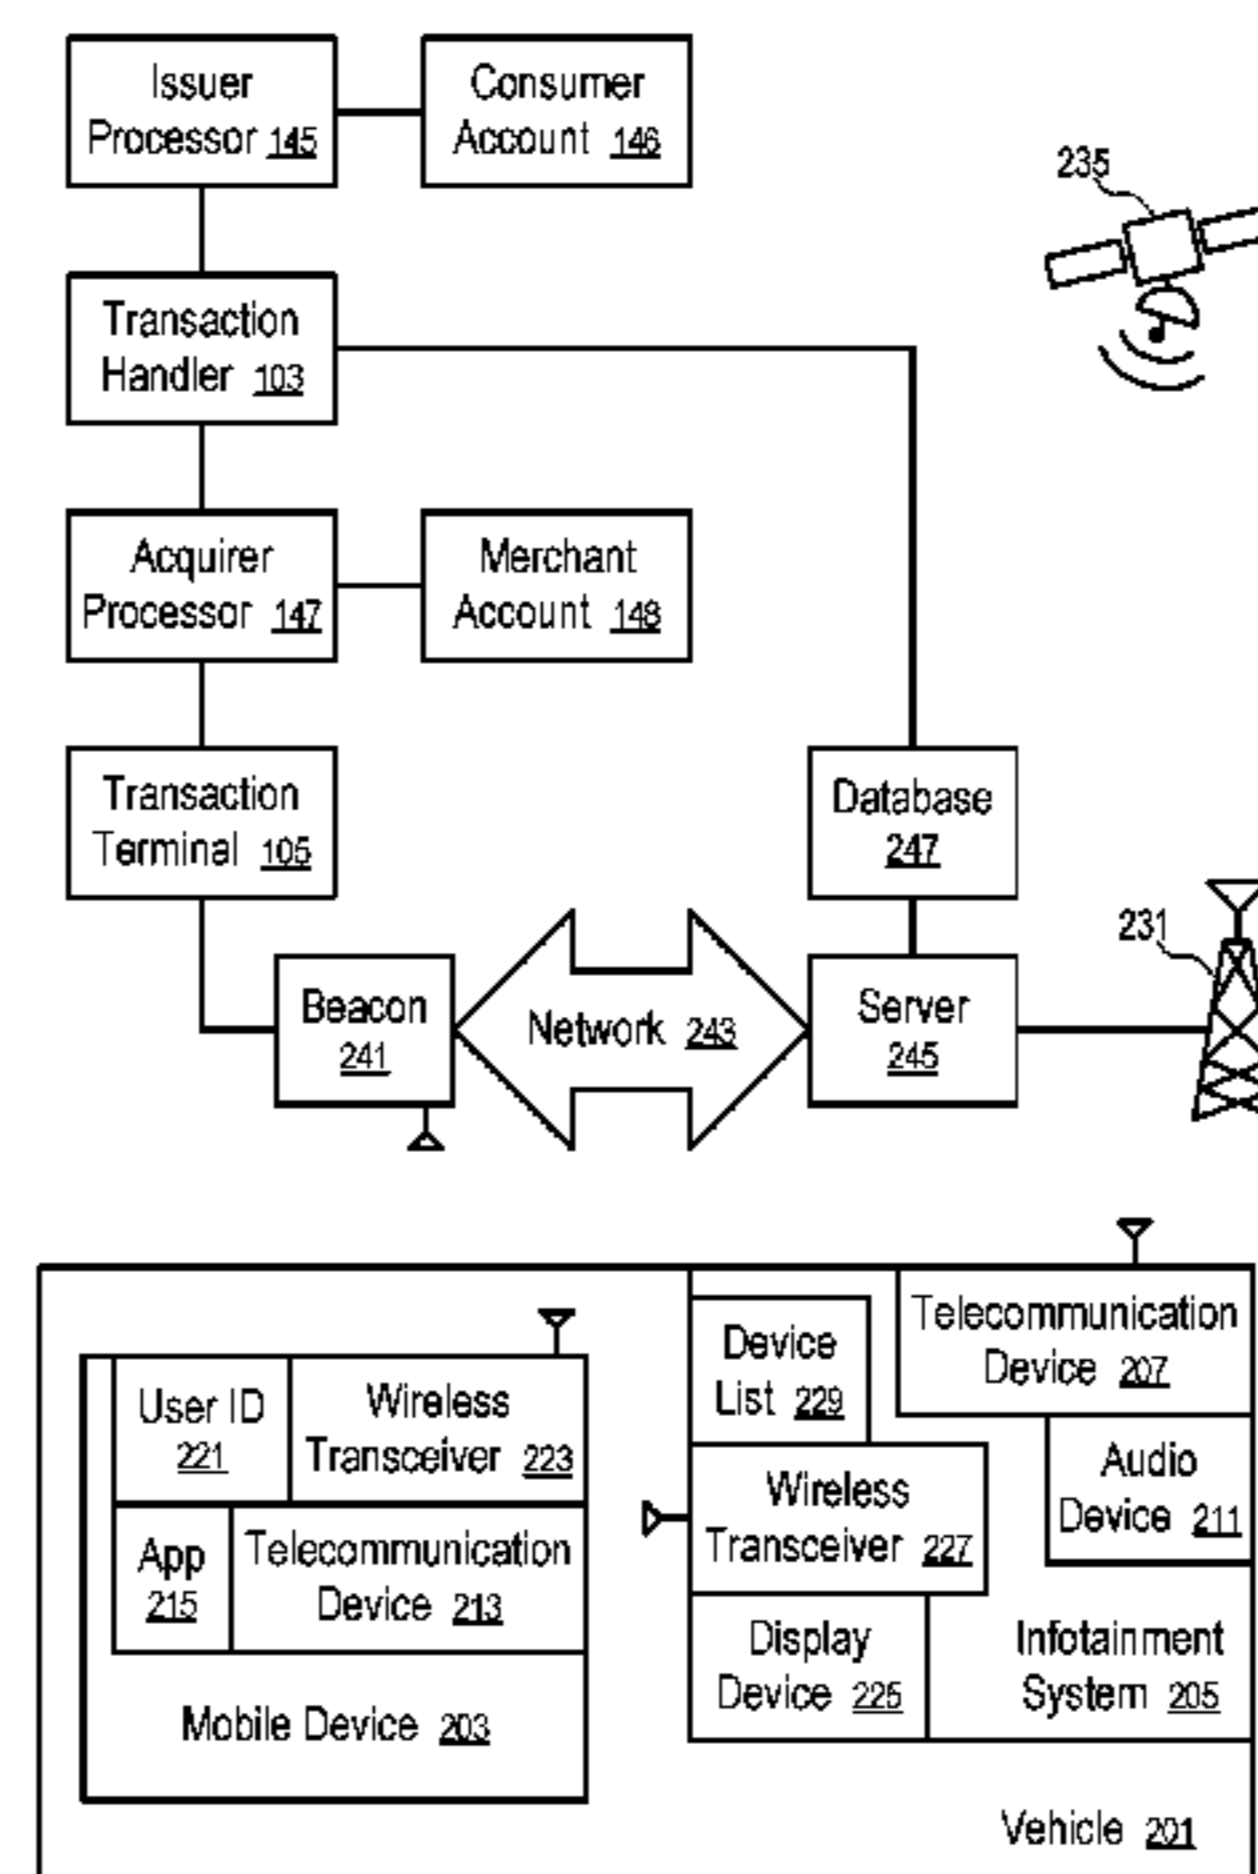 Issuer
Processor 145
Consumer
Account 146
235
Transaction
Handler 103
Acquirer
Processor 147
Merchant
Account 148
Transaction
Terminal 105
Database
247
231
Beacon
241
Network 243
Server
245
Telecommunication
Device 207
Device
List 229
User ID
221
Wireless
Transceiver 223
Audio
Device 211
Wireless
Transceiver 227
App
215
Telecommunication
Device 213
Display
Device 225
Infotainment
System 205
Mobile Device 203
Vehicle 201